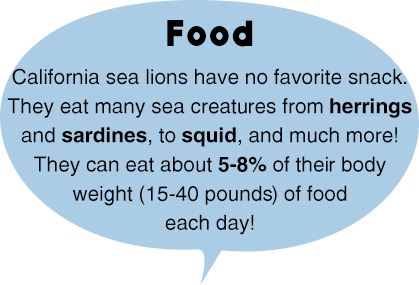 Food
California sea lions have no favorite snack.
They eat many sea creatures from herrings
and sardines, to squid, and much more!
They can eat about 5-8% of their body
weight (15-40 pounds) of food
each day!